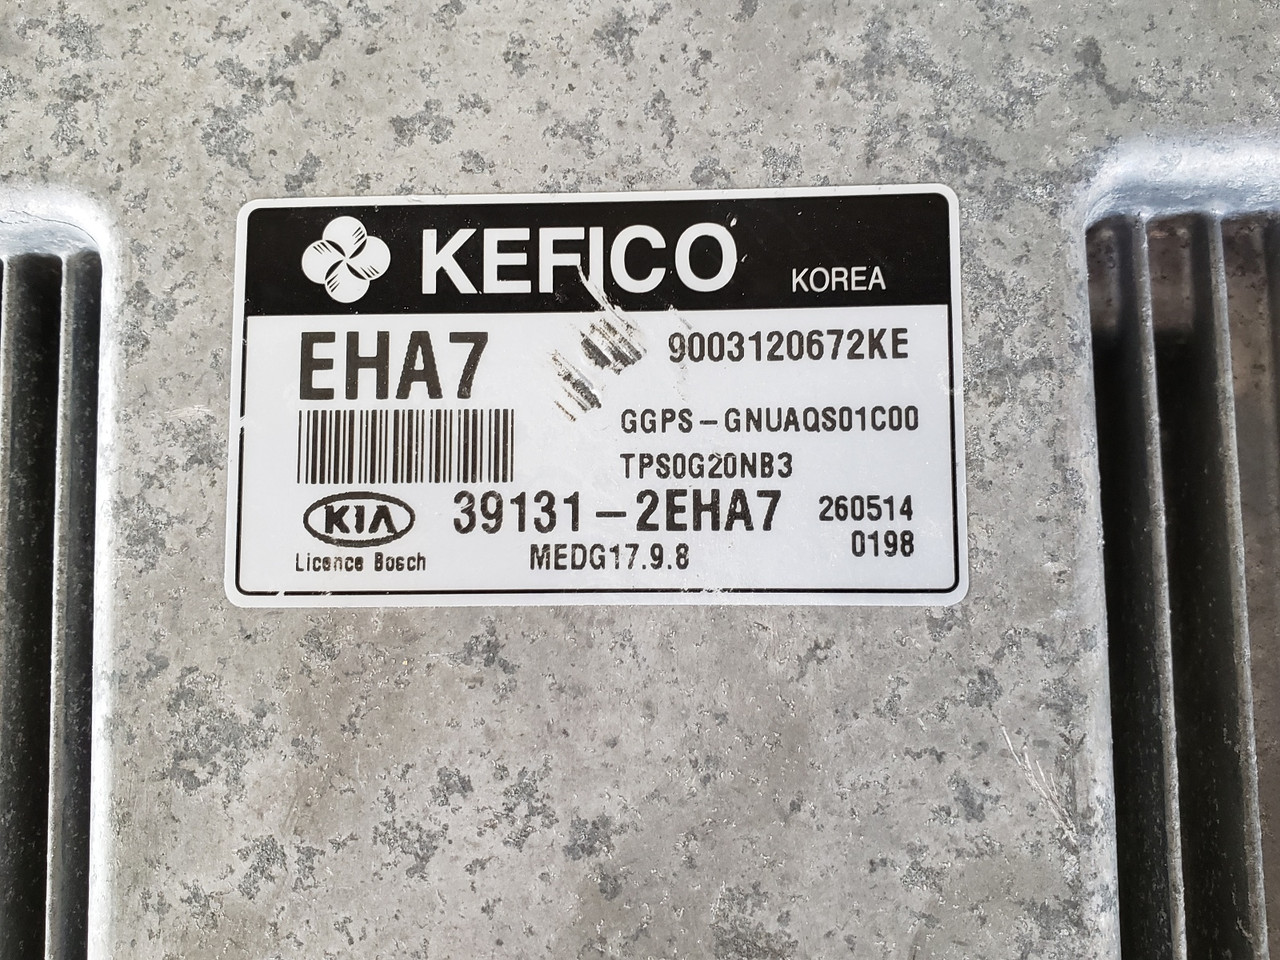 KEFICO KOREA
EHA7
9003120672KE
GGPS-GNUAQS01C00
TPS0G20NB3
KIA 39131-2EHA7 260514
Licence Bosch MEDG17.9.8 0198